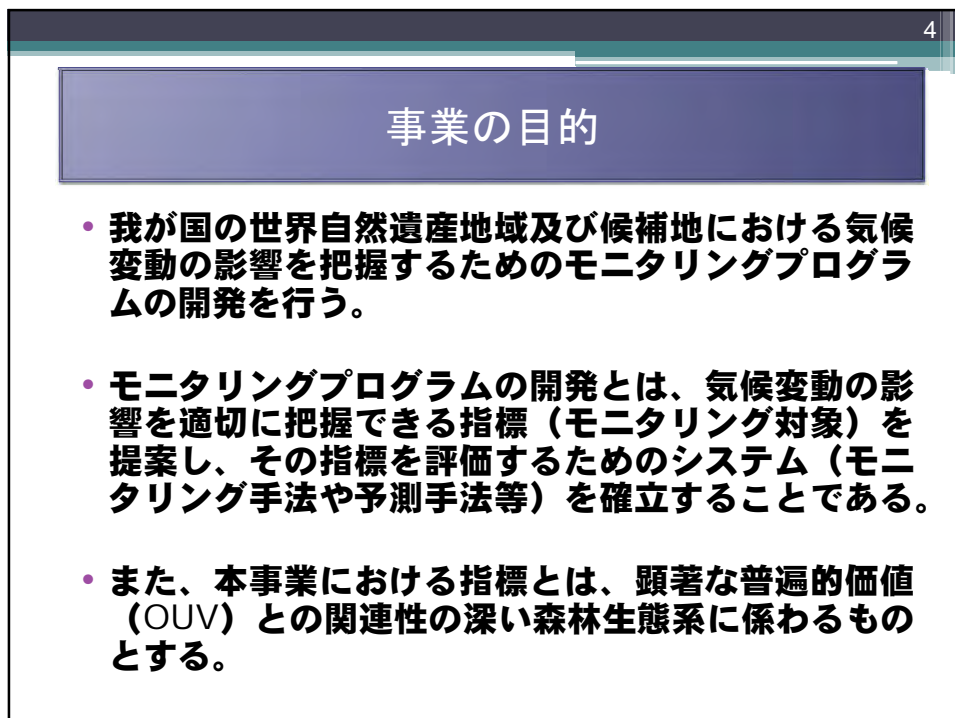 4
事業の目的
• 我が国の世界自然遺産地域及び候補地における気候
変動の影響を把握するためのモニタリングプログラ
ムの開発を行う。
• モニタリングプログラムの開発とは、気候変動の影
響を適切に把握できる指標（モニタリング対象）を
提案し、その指標を評価するためのシステム（モニ
タリング手法や予測手法等）を確立することである。
• また、本事業における指標とは、顕著な普遍的価値
（OUV）との関連性の深い森林生態系に係わるもの
とする。